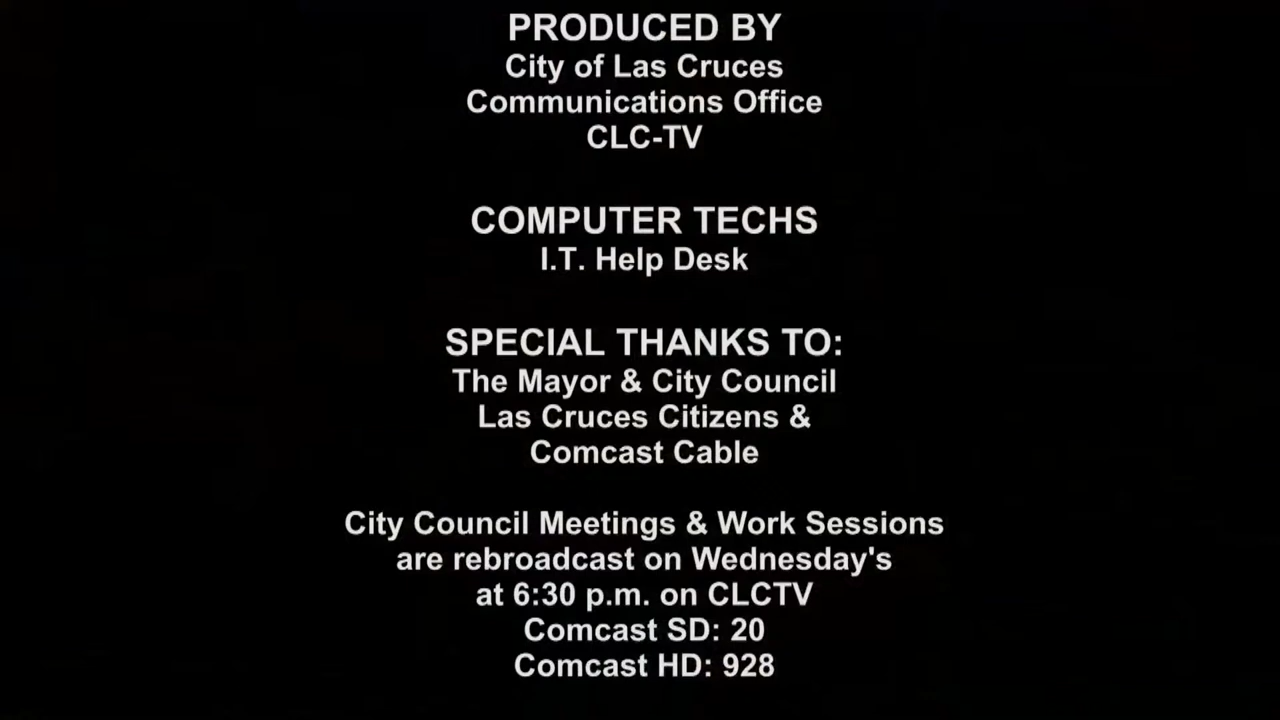 PRODUCED BY
City of Las Cruces
Communications Office
CLC-TV
COMPUTER TECHS
I.T. Help Desk
SPECIAL THANKS TO:
The Mayor & City Council
Las Cruces Citizens &
Comcast Cable
City Council Meetings & Work Sessions
are rebroadcast on Wednesday's
at 6:30 p.m. on CLCTV
Comcast SD: 20
Comcast HD: 928